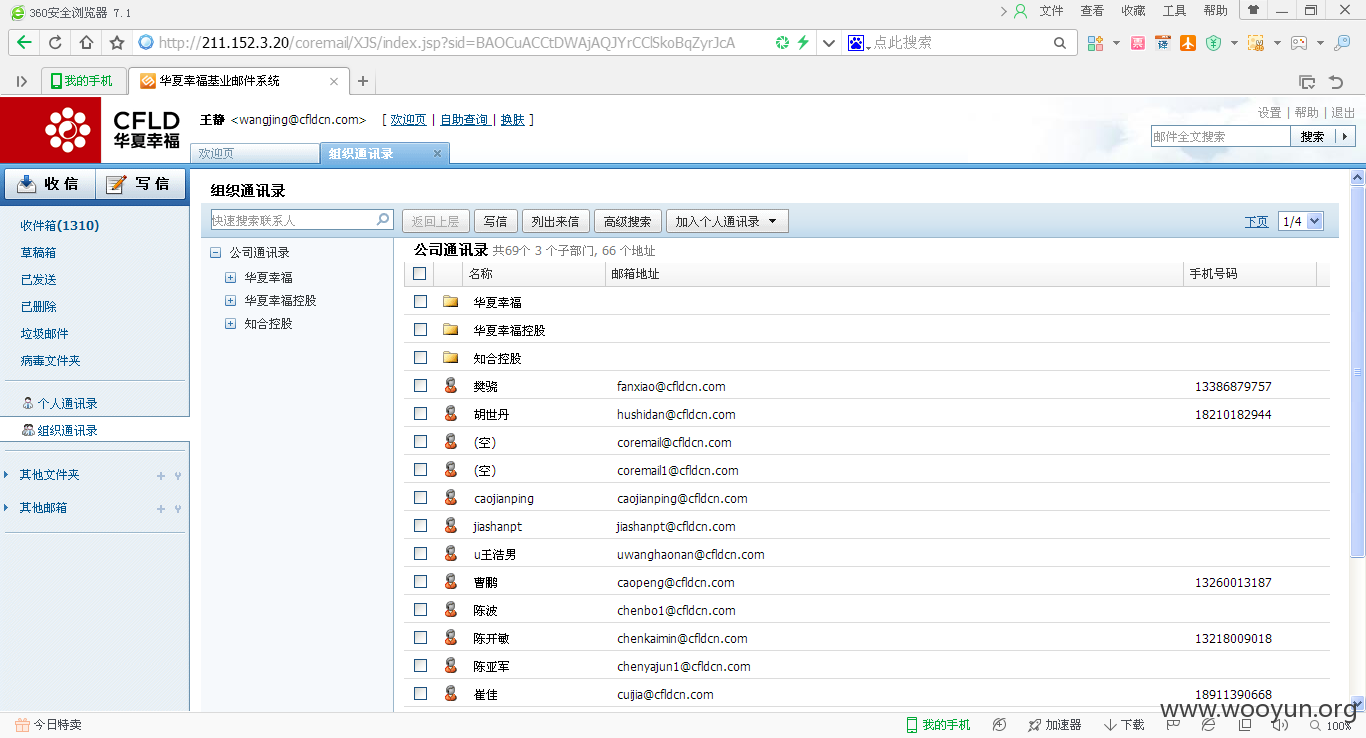 360安全浏览器 7.1
文件 查看 收藏 工具 帮助
http://211.152.3.20/coremail/XJS/index.jsp?sid=BAOCuACCtDWAjAQJYrCClSkoBqZyrJcA
点此搜索
我的手机 华夏幸福基业邮件系统
CFLD
华夏幸福
王静 <wangjing@cfldcn.com> [ 欢迎页 | 自助查询 | 换肤 ]
设置 | 帮助 | 退出
邮件全文搜索 搜索
欢迎页 组织通讯录
收信 写信
收件箱(1310)
草稿箱
已发送
已删除
垃圾邮件
病毒文件夹
个人通讯录
组织通讯录
其他文件夹
其他邮箱
组织通讯录
快速搜索联系人 返回上层 写信 列出来信 高级搜索 加入个人通讯录 下页 1/4
公司通讯录
华夏幸福
华夏幸福控股
知合控股
公司通讯录 共69个 3 个子部门, 66 个地址
名称 邮箱地址 手机号码
华夏幸福
华夏幸福控股
知合控股
樊骁 fanxiao@cfldcn.com 13386879757
胡世丹 hushidan@cfldcn.com 18210182944
(空) coremail@cfldcn.com
(空) coremail1@cfldcn.com
caojianping caojianping@cfldcn.com
jiashanpt jiashanpt@cfldcn.com
u王浩男 uwanghaonan@cfldcn.com
曹鹏 caopeng@cfldcn.com 13260013187
陈波 chenbo1@cfldcn.com
陈开敏 chenkaimin@cfldcn.com 13218009018
陈亚军 chenyajun1@cfldcn.com
崔佳 cuijia@cfldcn.com 18911390668
www.wooyun.org
今日特卖 我的手机 加速器 下载 100%